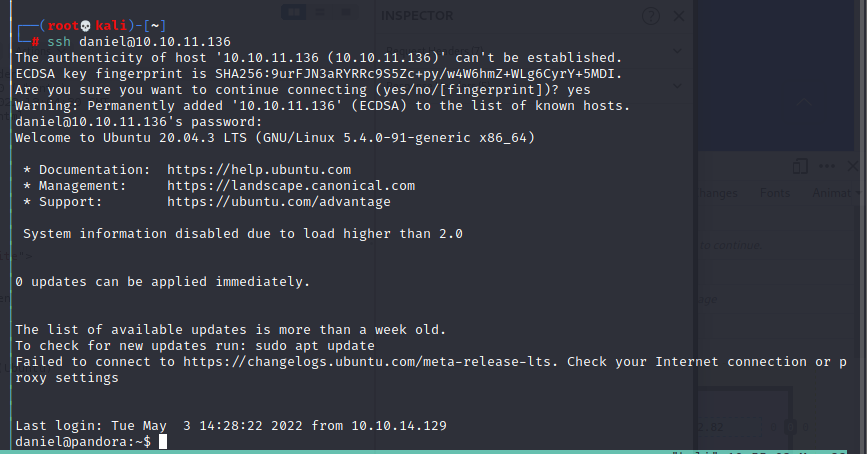 INSPECTOR
┌──(root💀kali)-[~]
└─# ssh daniel@10.10.11.136
The authenticity of host '10.10.11.136 (10.10.11.136)' can't be established.
ECDSA key fingerprint is SHA256:9urFJN3aRYRRc9S5Zc+py/w4W6hmZ+WLg6CyrY+5MDI.
Are you sure you want to continue connecting (yes/no/[fingerprint])? yes
Warning: Permanently added '10.10.11.136' (ECDSA) to the list of known hosts.
daniel@10.10.11.136's password:
Welcome to Ubuntu 20.04.3 LTS (GNU/Linux 5.4.0-91-generic x86_64)
 * Documentation:  https://help.ubuntu.com
 * Management:     https://landscape.canonical.com
 * Support:        https://ubuntu.com/advantage
 System information disabled due to load higher than 2.0
0 updates can be applied immediately.
The list of available updates is more than a week old.
To check for new updates run: sudo apt update
Failed to connect to https://changelogs.ubuntu.com/meta-release-lts. Check your Internet connection or p
roxy settings
Last login: Tue May  3 14:28:22 2022 from 10.10.14.129
daniel@pandora:~$
Fonts
to continue